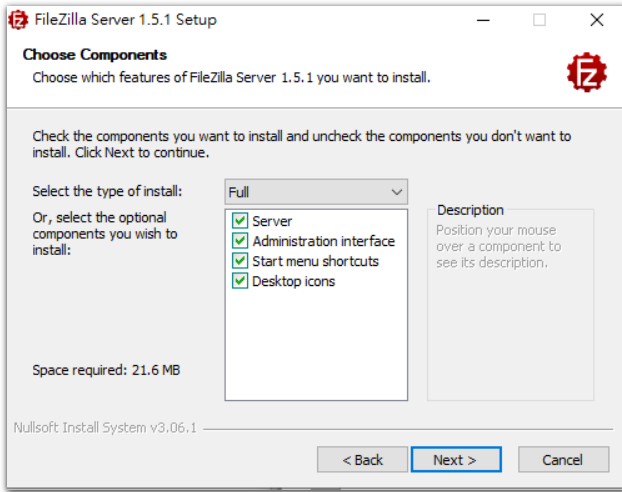 FileZilla Server 1.5.1 Setup
Choose Components
Choose which features of FileZilla Server 1.5.1 you want to install.
Fz
Check the components you want to install and uncheck the components you don't want to
install. Click Next to continue.
Select the type of install:
Full
Or, select the optional
components you wish to
install:
Server
Administration interface
Start menu shortcuts
Desktop icons
Description
Position your mouse
over a component to
see its description.
Space required: 21.6 MB
Nullsoft Install System v3.06.1
< Back
Next >
Cancel